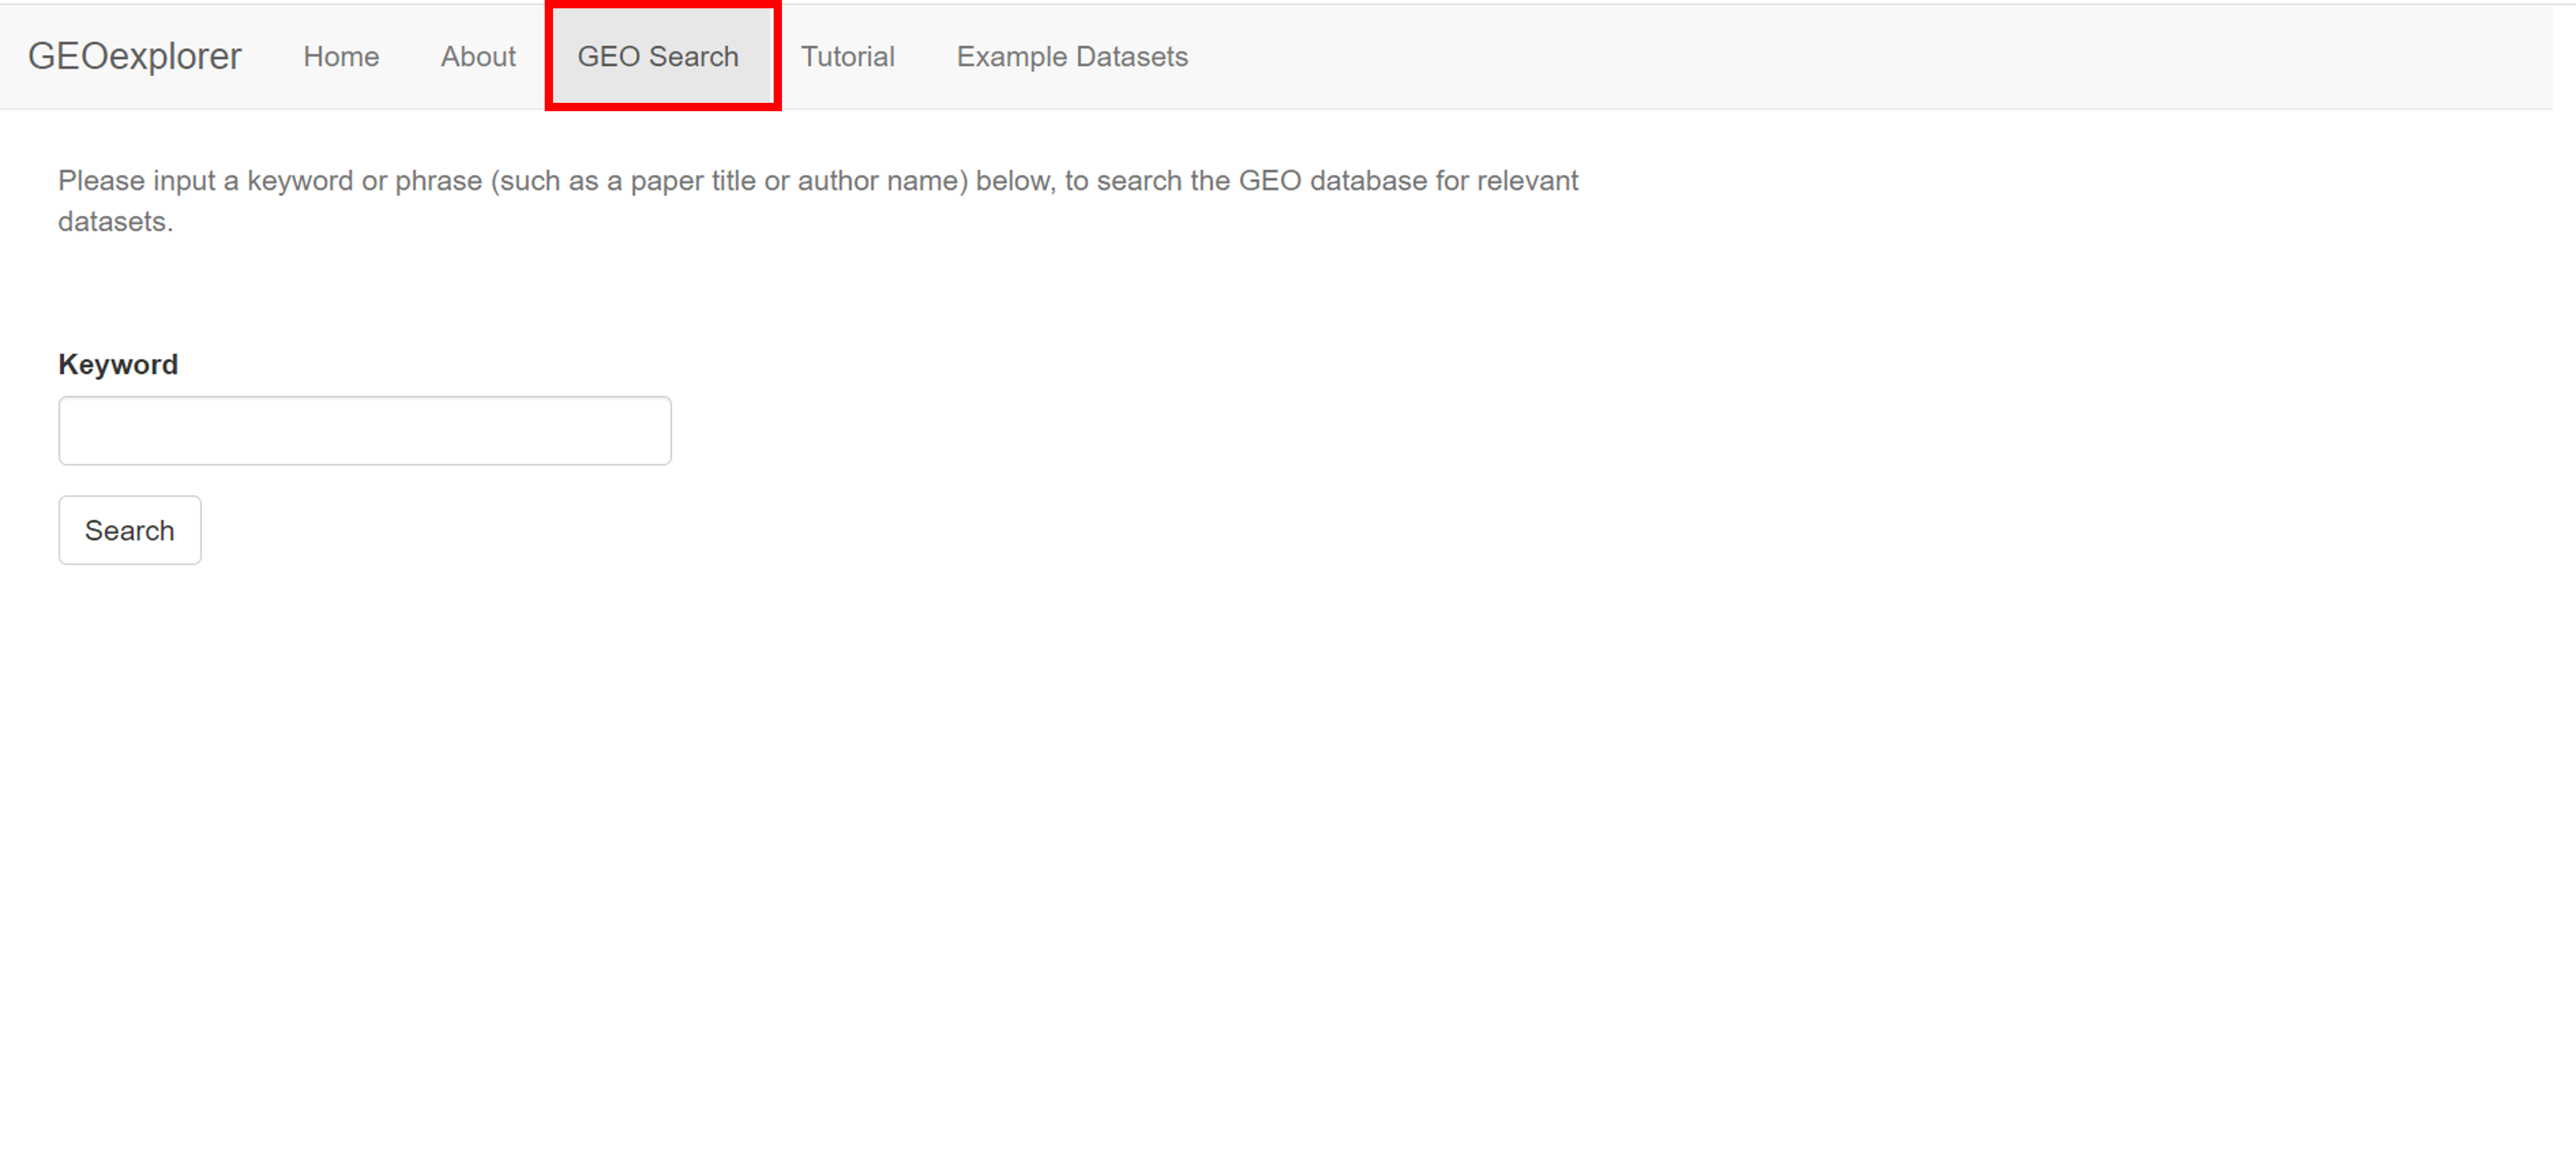 GEOexplorer Home About GEO Search Tutorial Example Datasets
Please input a keyword or phrase (such as a paper title or author name) below, to search the GEO database for relevant
datasets.
Keyword
Search